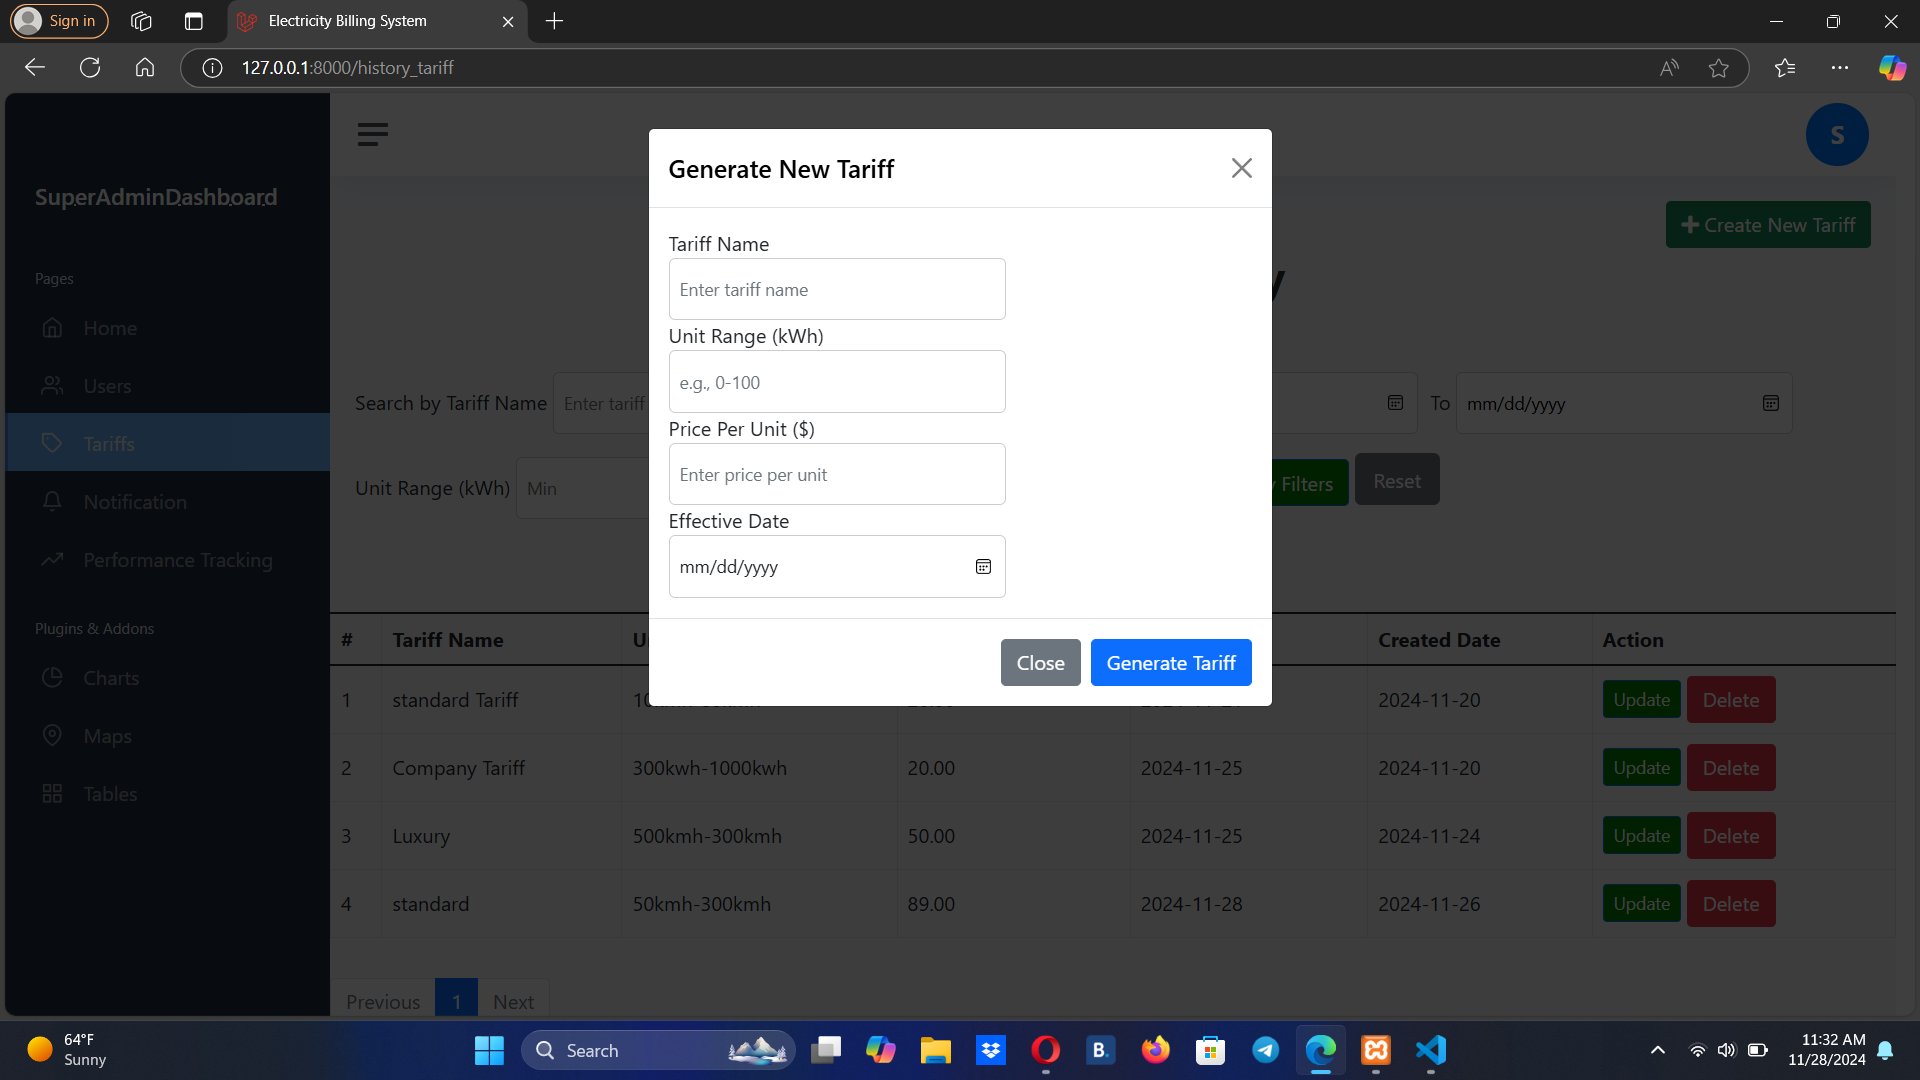 Sign in
Electricity Billing System
127.0.0.1:8000/history_tariff
S
SuperAdminDashboard
Pages
Home
Users
Tariffs
Notification
Performance Tracking
Plugins & Addons
Charts
Maps
Tables
Create New Tariff
Search by Tariff Name
Enter tariff
To
mm/dd/yyyy
Unit Range (kWh)
Min
Filters
Reset
Generate New Tariff
Tariff Name
Enter tariff name
Unit Range (kWh)
e.g., 0-100
Price Per Unit ($)
Enter price per unit
Effective Date
mm/dd/yyyy
Close
Generate Tariff
# Tariff Name Created Date Action
1 standard Tariff 2024-11-20 Update Delete
2 Company Tariff 300kwh-1000kwh 20.00 2024-11-25 2024-11-20 Update Delete
3 Luxury 500kmh-300kmh 50.00 2024-11-25 2024-11-24 Update Delete
4 standard 50kmh-300kmh 89.00 2024-11-28 2024-11-26 Update Delete
Previous 1 Next
64°F
Sunny
Search
B.
11:32 AM
11/28/2024